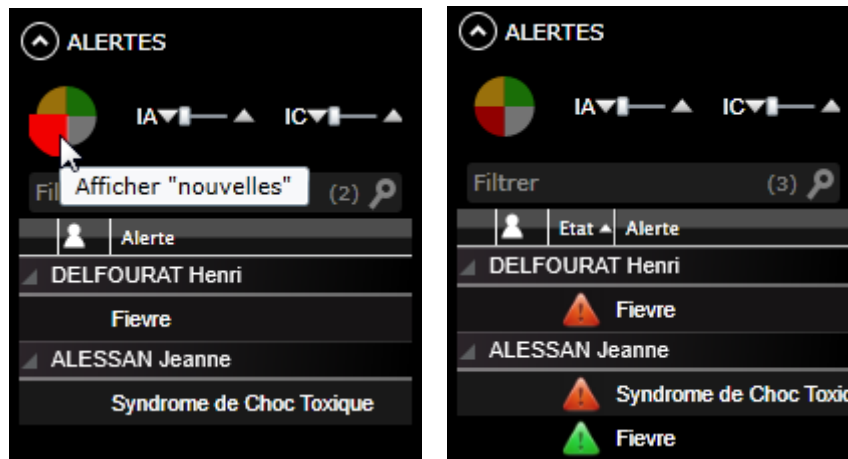 ALERTES
IA IC
Afficher "nouvelles"
Fil (2)
Alerte
DELFOURAT Henri
Fievre
ALESSAN Jeanne
Syndrome de Choc Toxique
ALERTES
IA IC
Filtrer (3)
Etat Alerte
DELFOURAT Henri
Fievre
ALESSAN Jeanne
Syndrome de Choc Toxic
Fievre